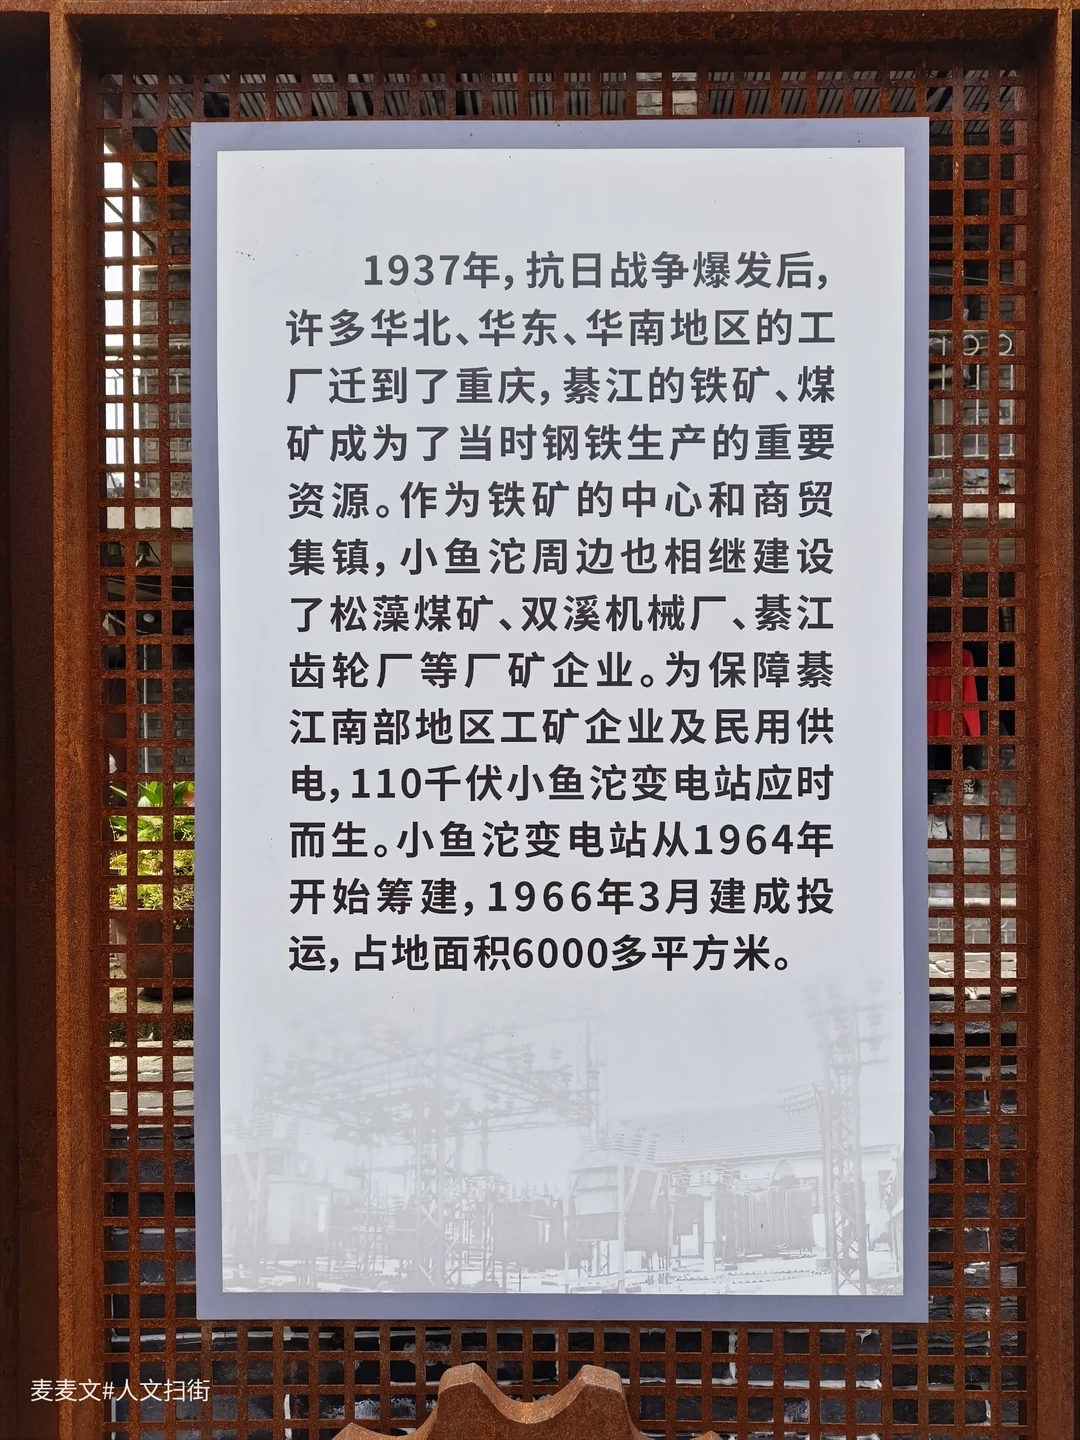 1937年，抗日战争爆发后，
许多华北、华东、华南地区的工
厂迁到了重庆，綦江的铁矿、煤
矿成为了当时钢铁生产的重要
资源。作为铁矿的中心和商贸
集镇，小鱼沱周边也相继建设
了松藻煤矿、双溪机械厂、綦江
齿轮厂等厂矿企业。为保障綦
江南部地区工矿企业及民用供
电，110千伏小鱼沱变电站应时
而生。小鱼沱变电站从1964年
开始筹建，1966年3月建成投
运，占地面积6000多平方米。
麦麦文#人文扫街